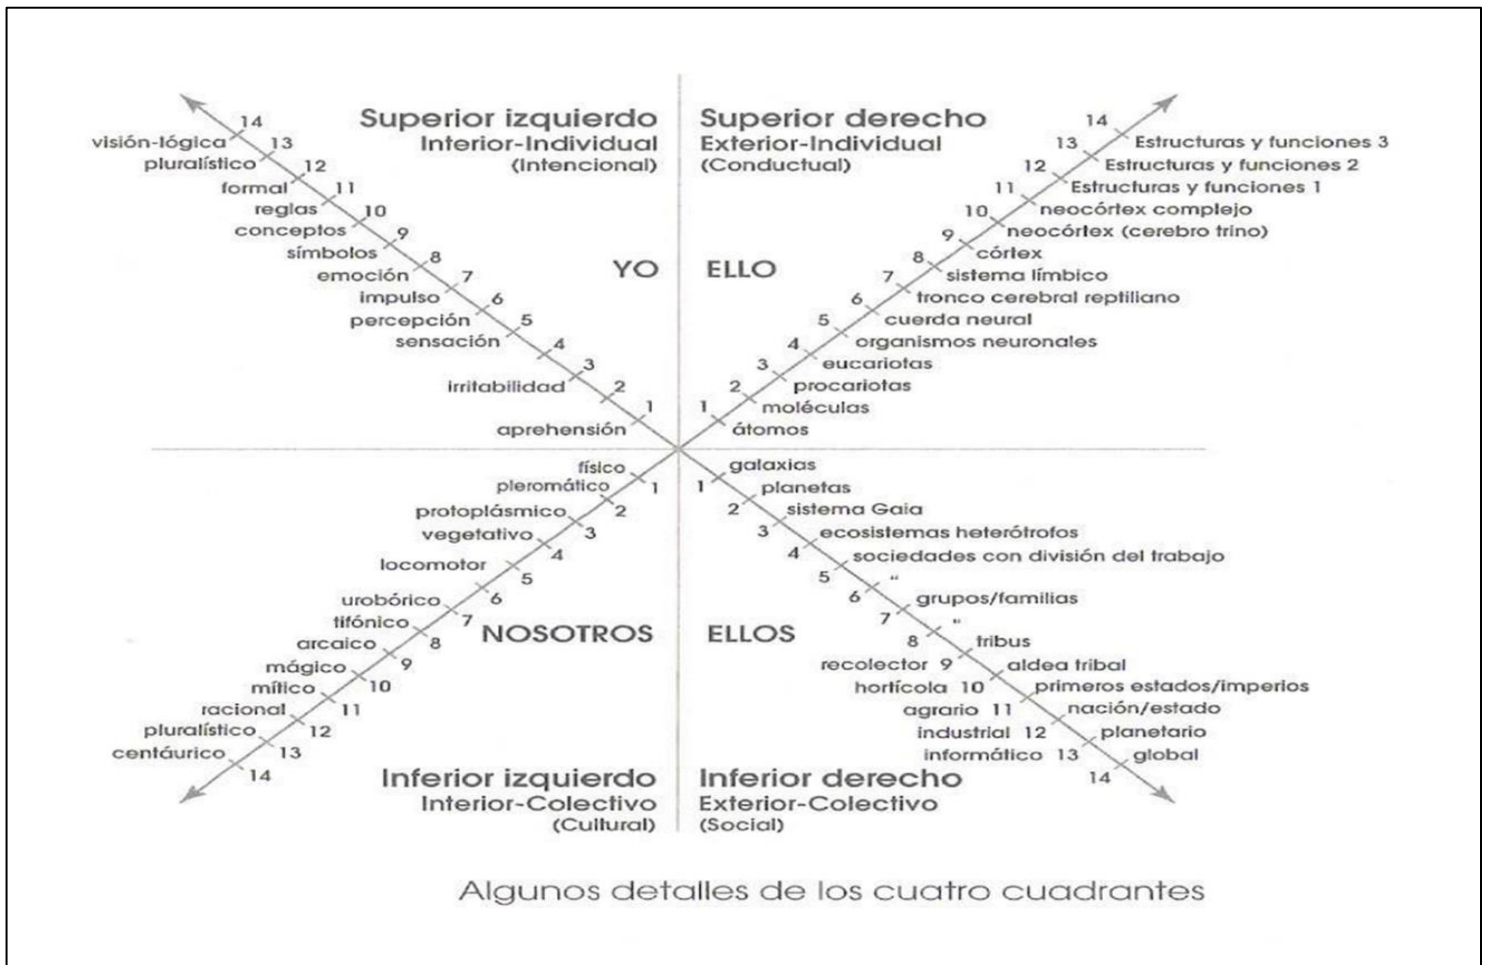 Superior izquierdo
Interior-Individual
(Intencional)
YO
14
visión-lógica
13
pluralístico
12
formal
11
reglas
10
conceptos
9
símbolos
8
emoción
7
impulso
6
percepción
5
sensación
4
3
irritabilidad
2
1
aprehensión
Superior derecho
Exterior-Individual
(Conductual)
ELLO
14
Estructuras y funciones 3
13
Estructuras y funciones 2
12
Estructuras y funciones 1
11
neocórtex complejo
10
neocórtex (cerebro trino)
9
córtex
8
sistema límbico
7
tronco cerebral reptiliano
6
cuerda neural
5
organismos neuronales
4
eucariotas
3
procariotas
2
moléculas
1
átomos
físico
1
pleromático
2
protoplásmico
3
vegetativo
4
locomotor
5
6
urobórico
7
tifónico
8
arcaico
9
mágico
10
mítico
11
racional
12
pluralístico
13
centáurico
14
NOSOTROS
Inferior izquierdo
Interior-Colectivo
(Cultural)
galaxias
1
planetas
2
sistema Gaia
3
ecosistemas heterótrofos
4
sociedades con división del trabajo
5
"
6
grupos/familias
7
"
8
tribus
recolector 9
aldea tribal
hortícola 10
primeros estados/imperios
agrario 11
nación/estado
industrial 12
planetario
informático 13
global
14
ELLOS
Inferior derecho
Exterior-Colectivo
(Social)
Algunos detalles de los cuatro cuadrantes